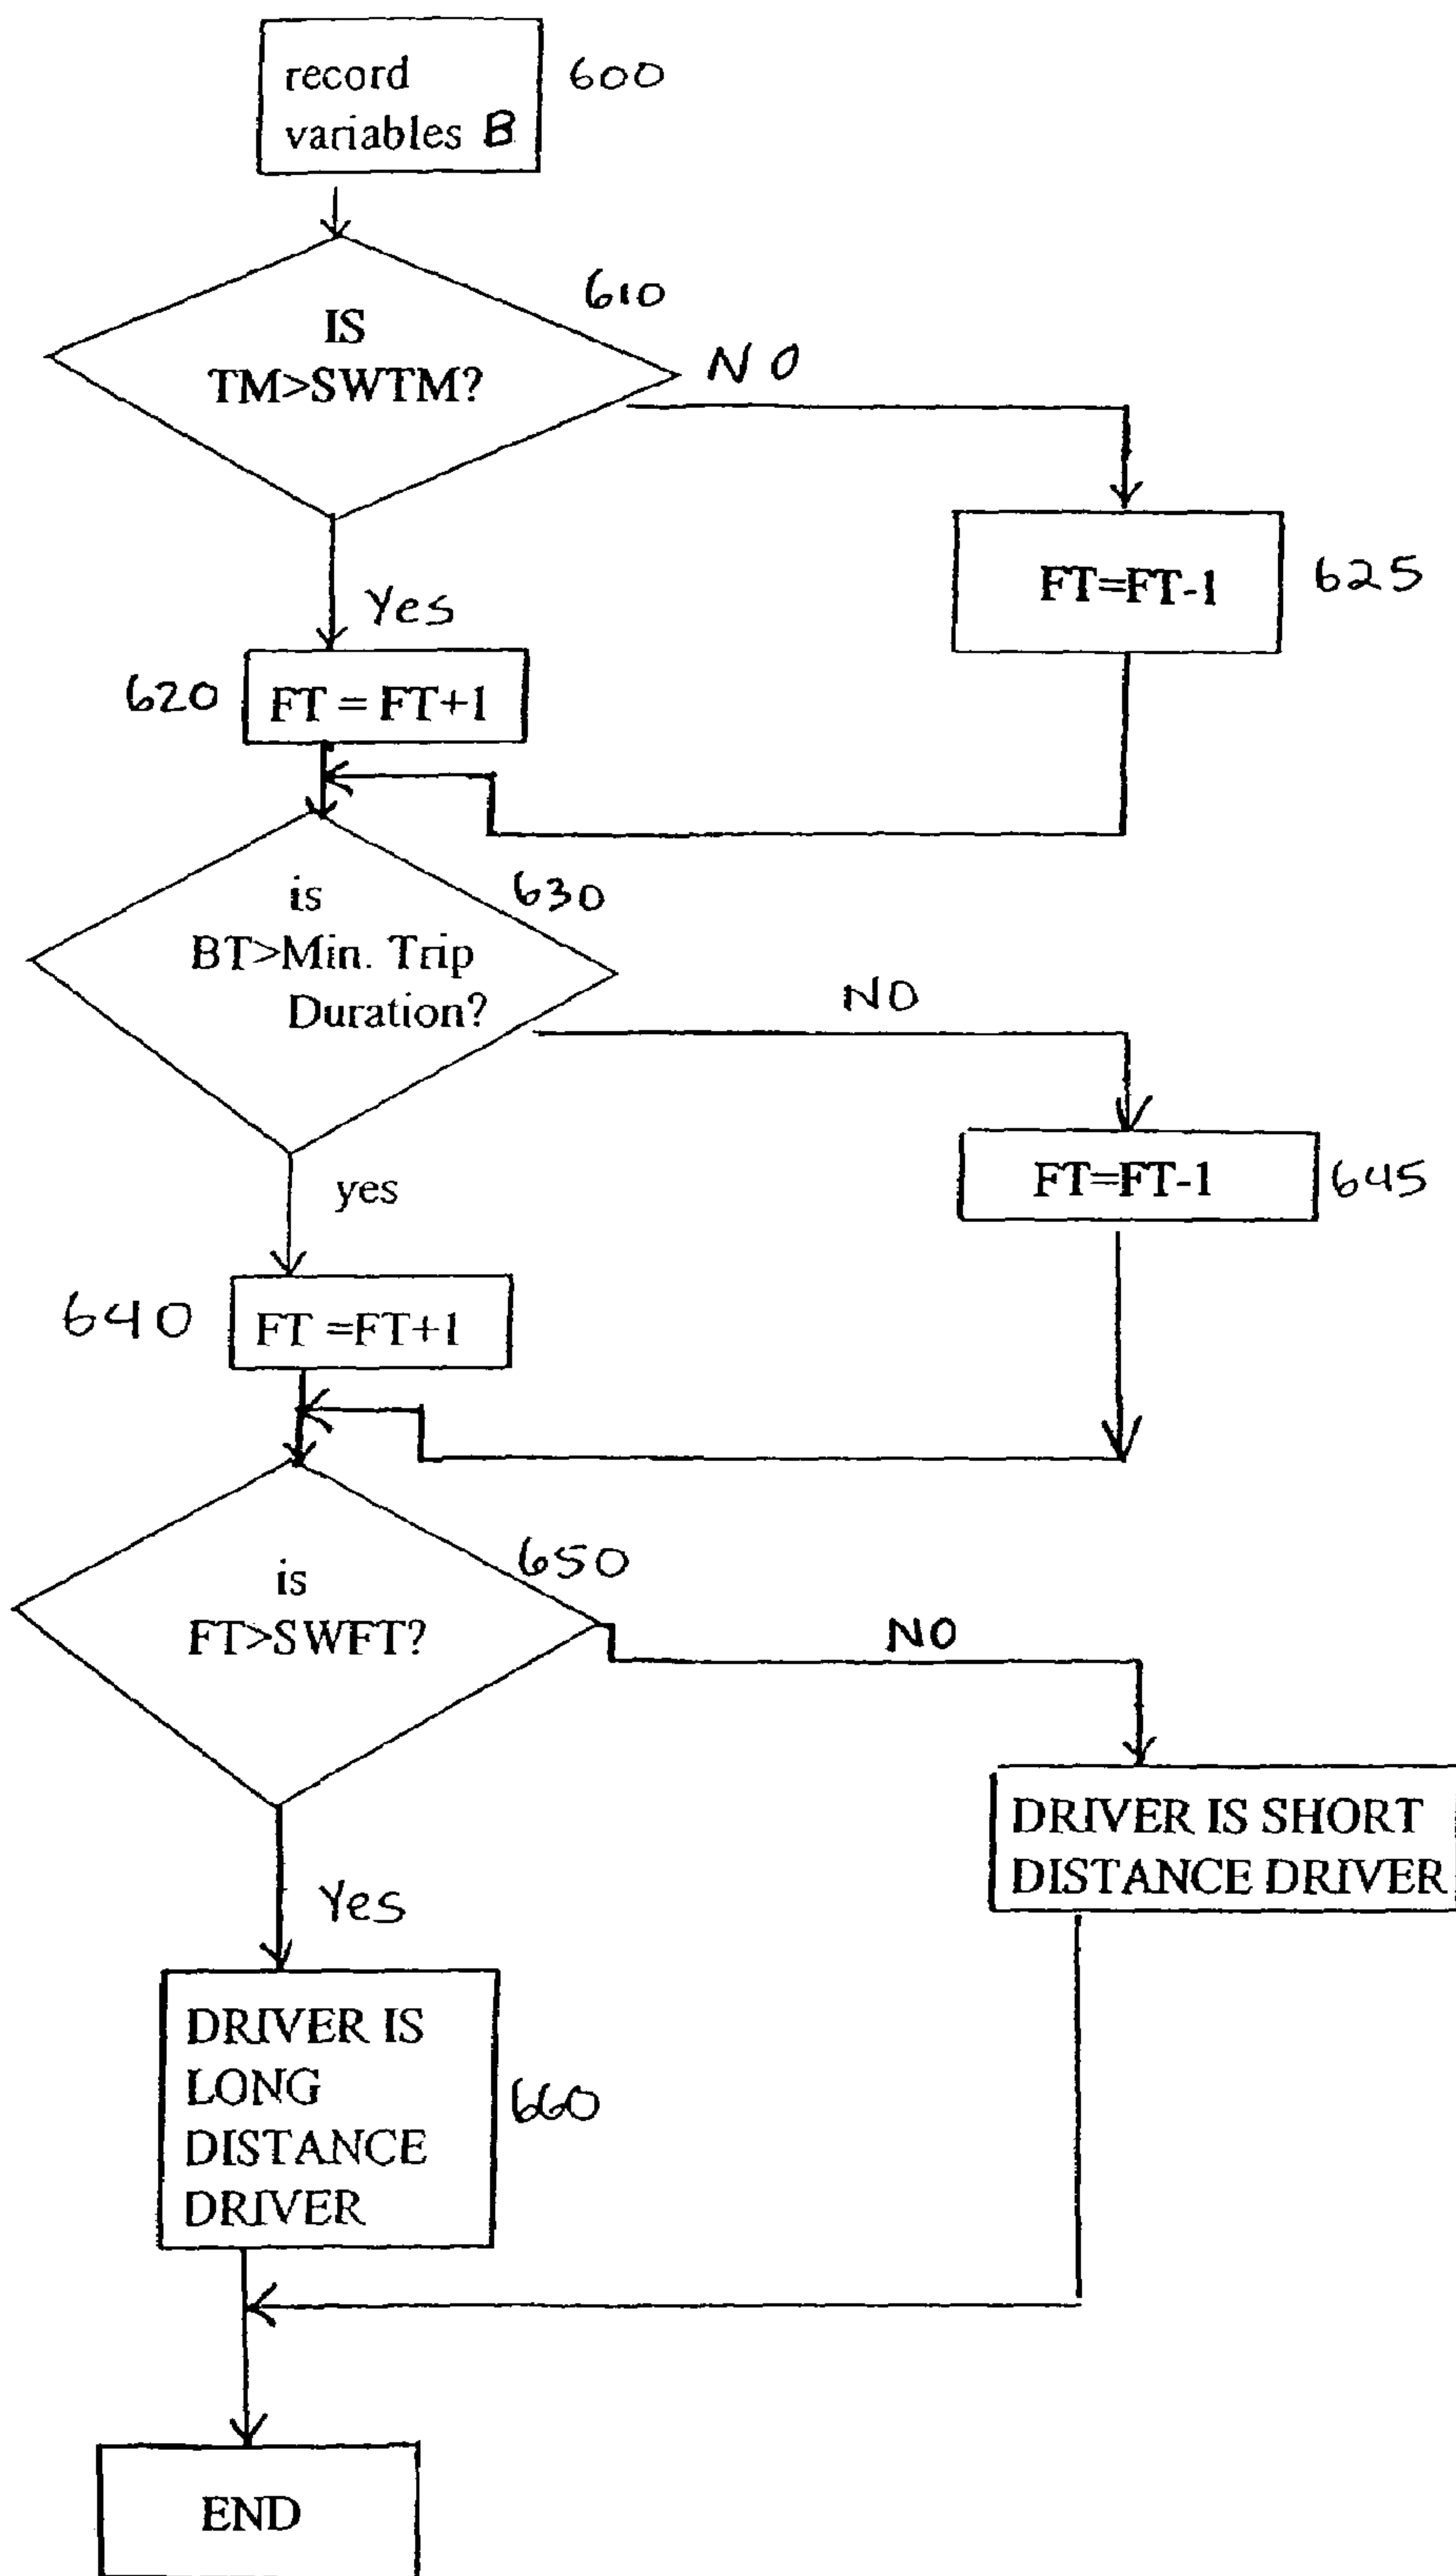 record
variables B
600
IS
TM>SWTM?
610
NO
Yes
FT=FT-1
625
620
FT = FT+1
is
BT>Min. Trip
Duration?
630
NO
yes
FT=FT-1
645
640
FT =FT+1
is
FT>SWFT?
650
NO
DRIVER IS SHORT
DISTANCE DRIVER
Yes
DRIVER IS
LONG
DISTANCE
DRIVER
660
END